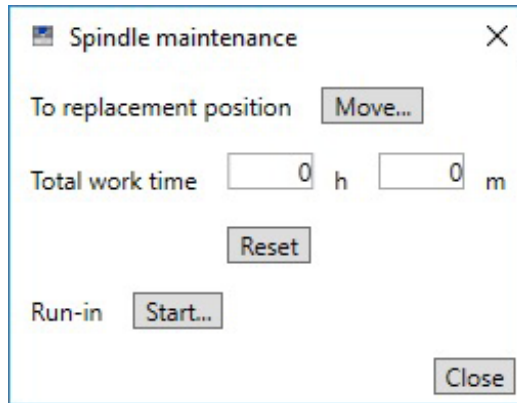 Spindle maintenance
To replacement position Move...
Total work time 0 h 0 m
Reset
Run-in Start...
Close